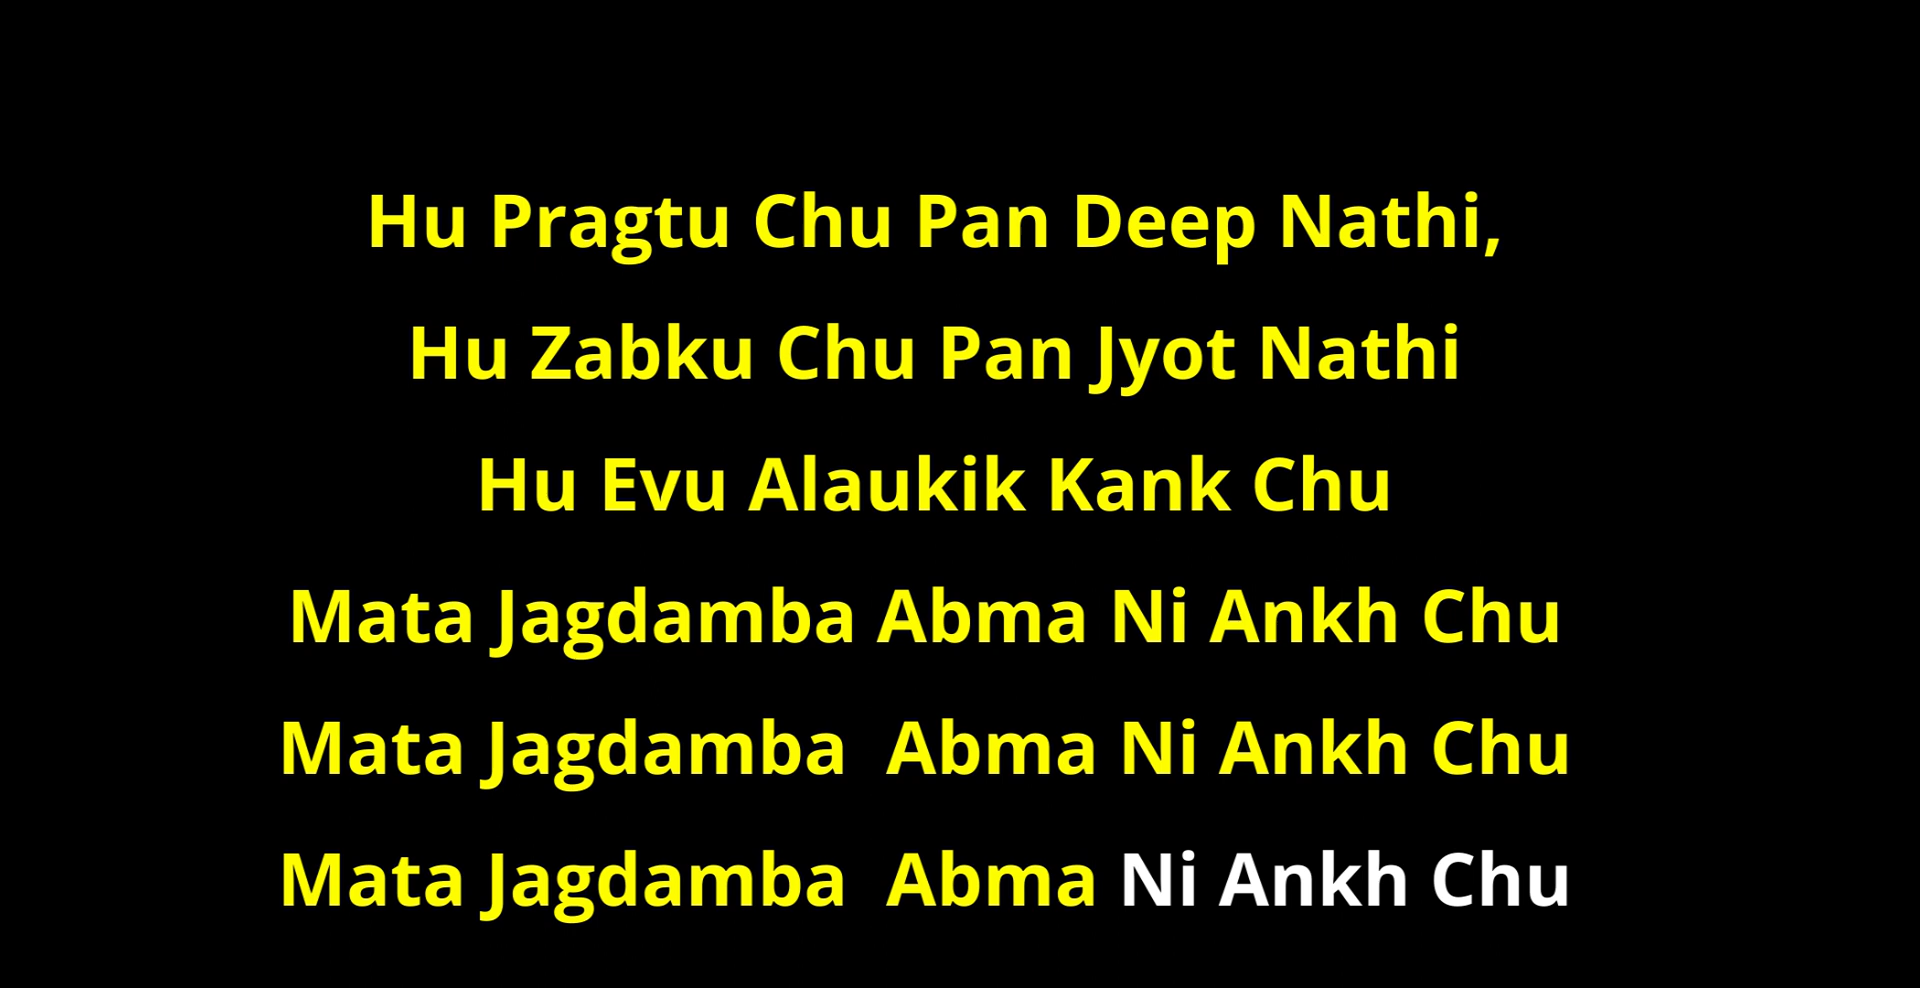 Hu Pragtu Chu Pan Deep Nathi,
Hu Zabku Chu Pan Jyot Nathi
Hu Evu Alaukik Kank Chu
Mata Jagdamba Abma Ni Ankh Chu
Mata Jagdamba  Abma Ni Ankh Chu
Mata Jagdamba  Abma Ni Ankh Chu